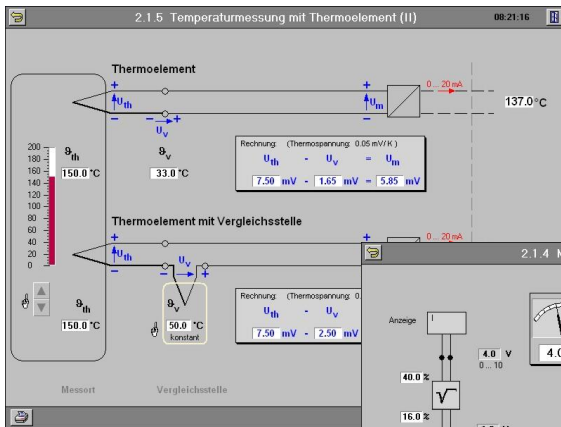 2.1.5 Temperaturmessung mit Thermoelement (II) 08:21:16
Thermoelement
+ + 0 ... 20 mA
Uth Um 137.0 °C
− − + −
Uv
200
180
160
140
120
100
80
60
40
20
0
ϑth ϑv
150.0 °C 33.0 °C
Rechnung: (Thermospannung: 0.05 mV/K )
Uth - Uv = Um
7.50 mV - 1.65 mV = 5.85 mV
Thermoelement mit Vergleichsstelle
+ + 0 ... 20 mA
Uth Uv
− − +
ϑth ϑv
150.0 °C 50.0 °C
konstant
Rechnung: (Thermospannung: 0.
Uth - Uv
7.50 mV - 2.50 mV
Messort Vergleichsstelle
2.1.4 M
Anzeige I
4.0 V 4.0
0 ... 10
40.0 %
√
16.0 %